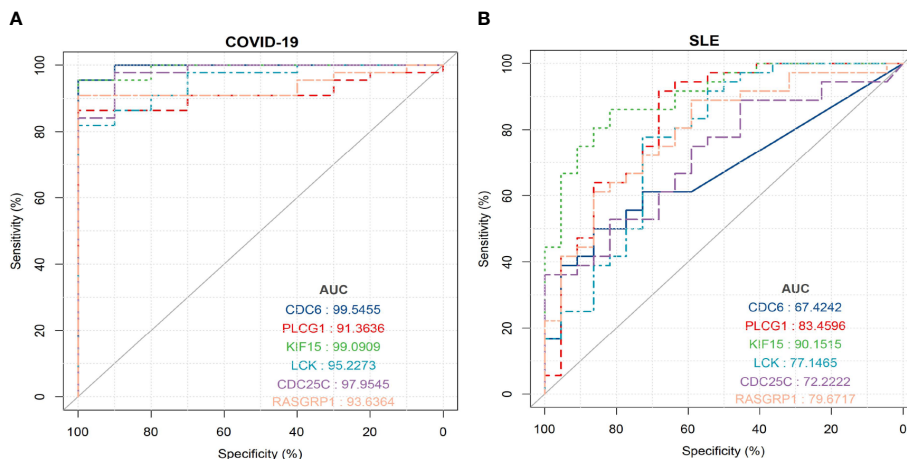 A
COVID-19
Sensitivity (%)
100
80
60
40
20
0
AUC
CDC6 : 99.5455
PLCG1 : 91.3636
KIF15 : 99.0909
LCK : 95.2273
CDC25C : 97.9545
RASGRP1 : 93.6364
100
80
60
40
20
0
Specificity (%)
B
SLE
Sensitivity (%)
100
80
60
40
20
0
AUC
CDC6 : 67.4242
PLCG1 : 83.4596
KIF15 : 90.1515
LCK : 77.1465
CDC25C : 72.2222
RASGRP1 : 79.6717
100
80
60
40
20
0
Specificity (%)